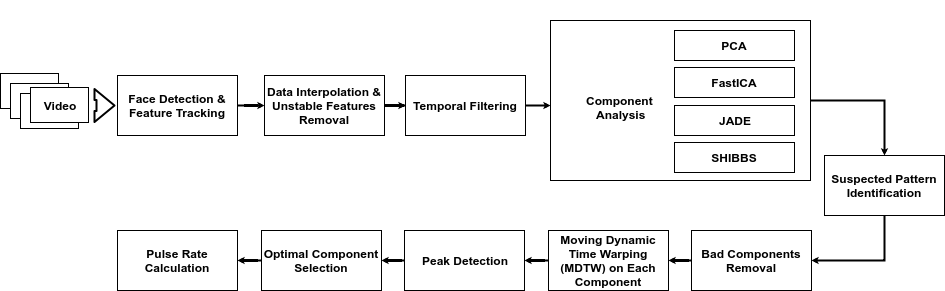 Video
Face Detection &
Feature Tracking
Data Interpolation &
Unstable Features
Removal
Temporal Filtering
Component
Analysis
PCA
FastICA
JADE
SHIBBS
Suspected Pattern
Identification
Bad Components
Removal
Moving Dynamic
Time Warping
(MDTW) on Each
Component
Peak Detection
Optimal Component
Selection
Pulse Rate
Calculation